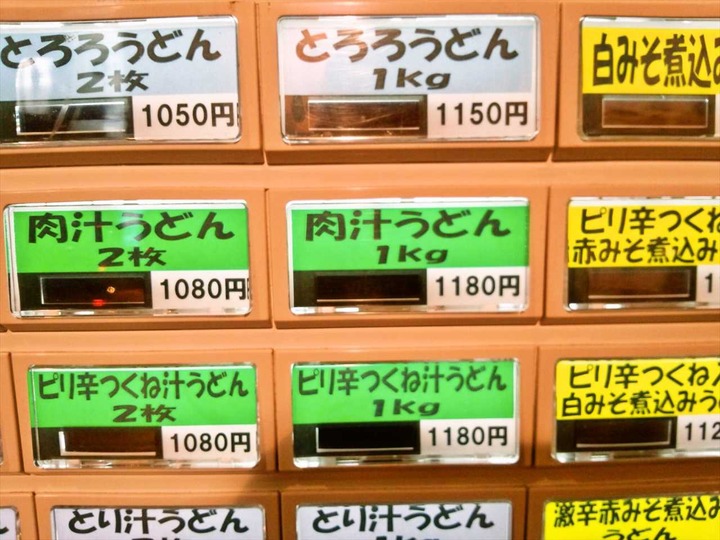 とろろうどん
2枚
1050円
とろろうどん
1kg
1150円
白みそ煮込み
肉汁うどん
2枚
1080円
肉汁うどん
1kg
1180円
ピリ辛つくね
赤みそ煮込み
1
ピリ辛つくね汁うどん
2枚
1080円
ピリ辛つくね汁うどん
1kg
1180円
ピリ辛つくね入
白みそ煮込みう
112
とり汁うどん
とり汁うどん
激辛赤みそ煮込み
うどん